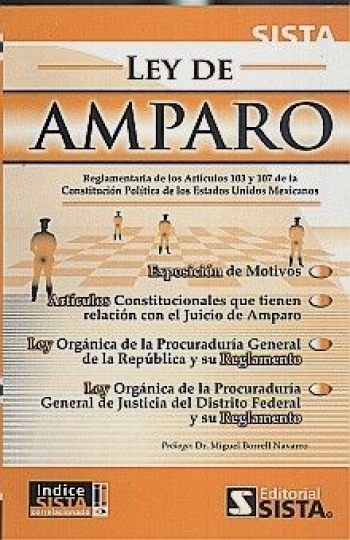 SISTA
LEY DE
AMPARO
Reglamentaria de los Artículos 103 y 107 de la
Constitución Política de los Estados Unidos Mexicanos
Exposición de Motivos
Artículos Constitucionales que tienen
relación con el Juicio de Amparo
Ley Orgánica de la Procuraduría General
de la República y su Reglamento
Ley Orgánica de la Procuraduría
General de Justicia del Distrito Federal
y su Reglamento
Prólogo: Dr. Miguel Borrell Navarro
Indice
SISTA
correlacionado
S Editorial
SISTA